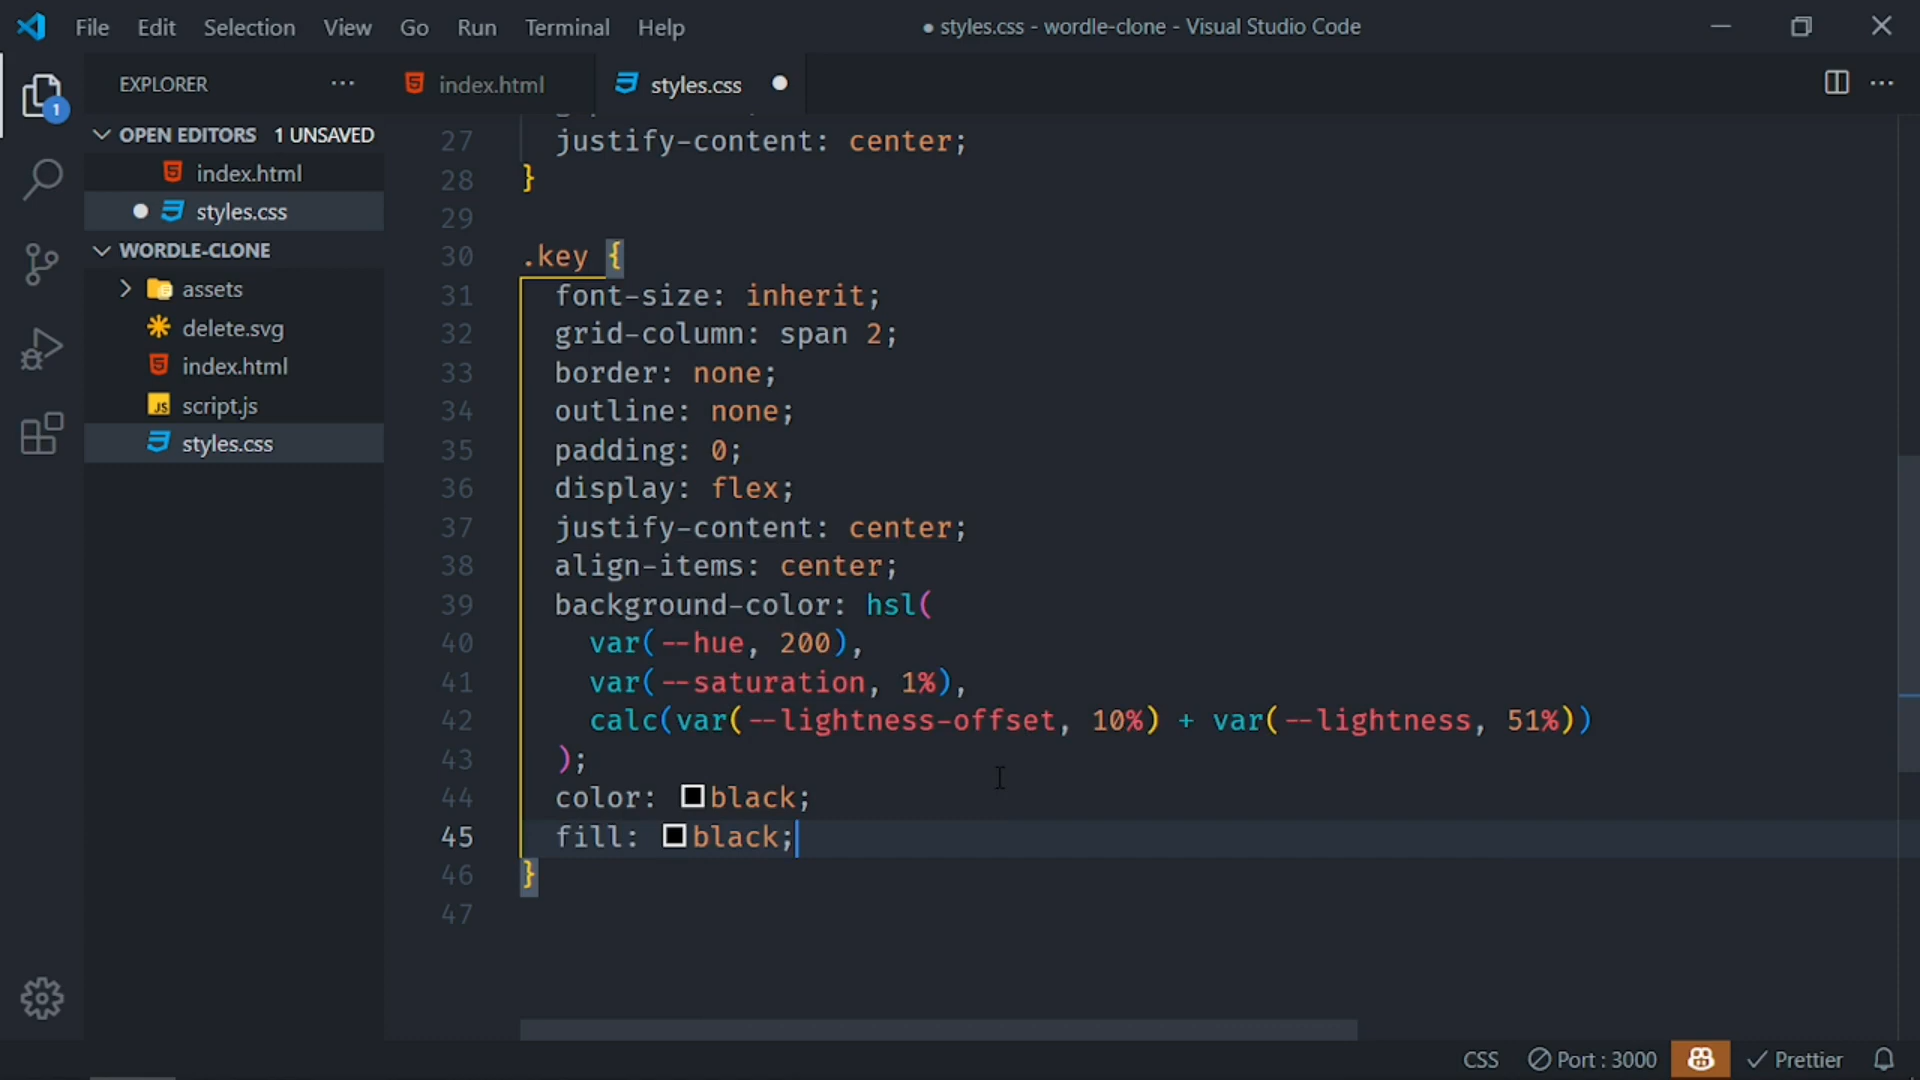 File Edit Selection View Go Run Terminal Help
● styles.css - wordle-clone - Visual Studio Code
EXPLORER
index.html
styles.css
OPEN EDITORS 1 UNSAVED
index.html
styles.css
WORDLE-CLONE
assets
delete.svg
index.html
script.js
styles.css
1
27 justify-content: center;
28 }
29
30 .key {
31 font-size: inherit;
32 grid-column: span 2;
33 border: none;
34 outline: none;
35 padding: 0;
36 display: flex;
37 justify-content: center;
38 align-items: center;
39 background-color: hsl(
40 var(--hue, 200),
41 var(--saturation, 1%),
42 calc(var(--lightness-offset, 10%) + var(--lightness, 51%))
43 );
44 color: black;
45 fill: black;
46 }
47
CSS Port : 3000 Prettier